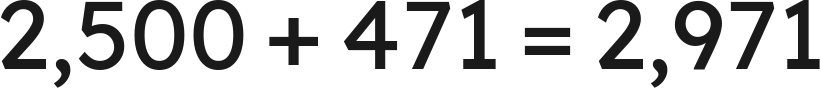 2,500 + 471 = 2,971